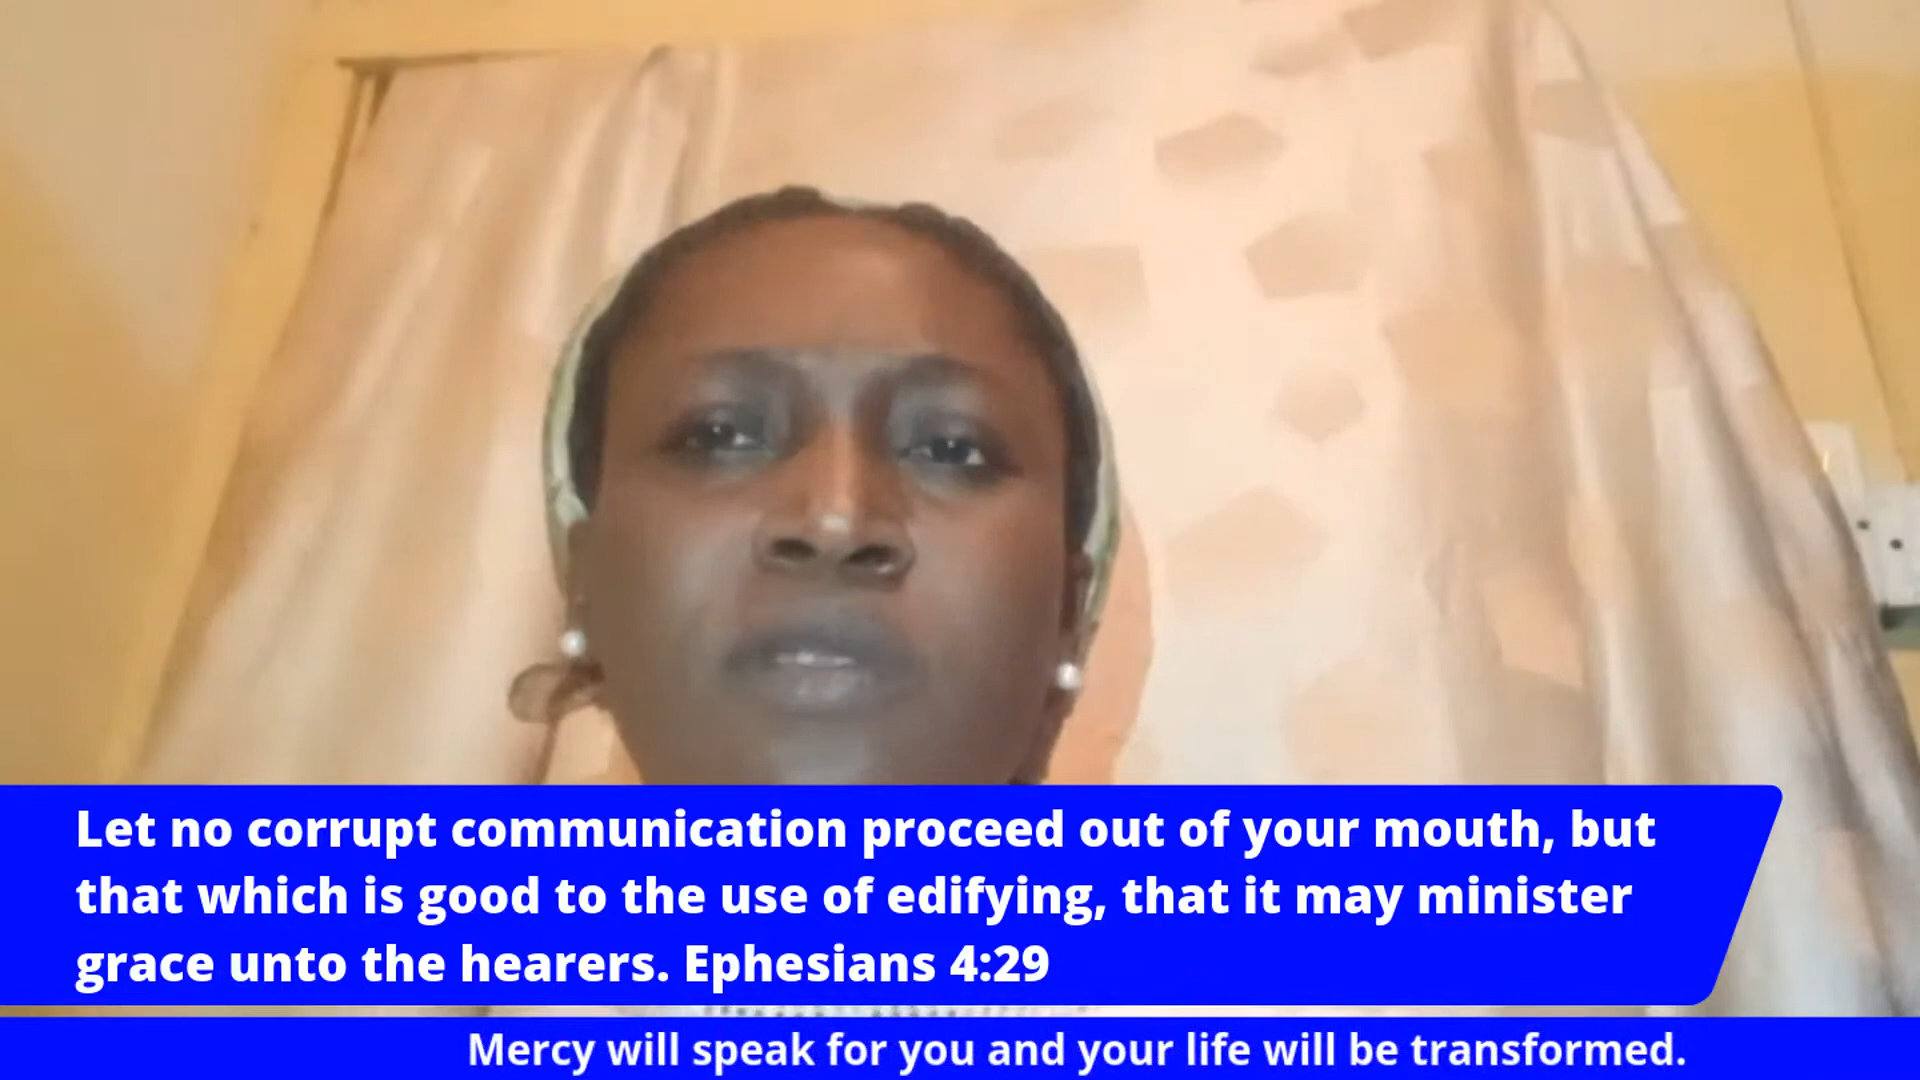 Let no corrupt communication proceed out of your mouth, but
that which is good to the use of edifying, that it may minister
grace unto the hearers. Ephesians 4:29
Mercy will speak for you and your life will be transformed.